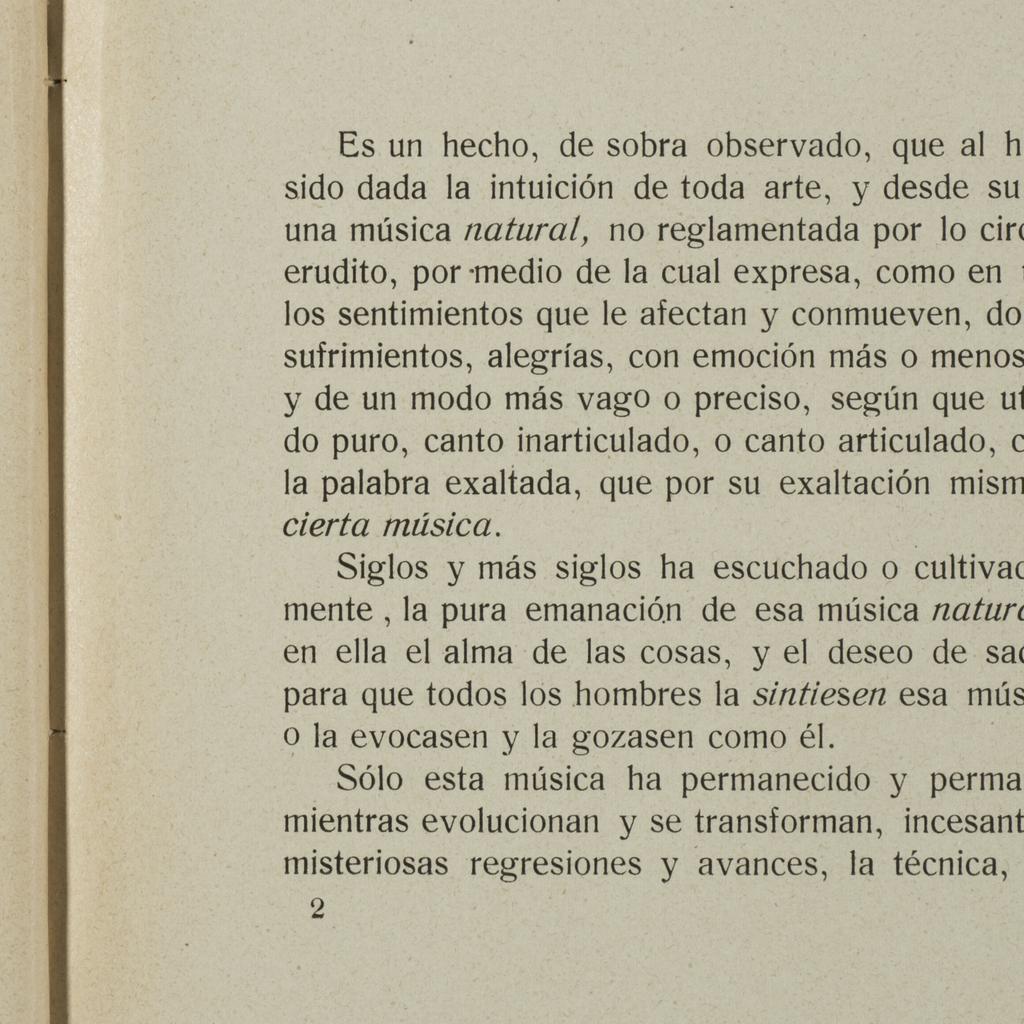 Es un hecho, de sobra observado, que al h
sido dada la intuición de toda arte, y desde su
una música natural, no reglamentada por lo circ
erudito, por medio de la cual expresa, como en
los sentimientos que le afectan y conmueven, do
sufrimientos, alegrías, con emoción más o menos
y de un modo más vago o preciso, según que ut
do puro, canto inarticulado, o canto articulado, c
la palabra exaltada, que por su exaltación mism
cierta música.
Siglos y más siglos ha escuchado o cultivad
mente , la pura emanación de esa música natura
en ella el alma de las cosas, y el deseo de sac
para que todos los hombres la sintiesen esa mús
o la evocasen y la gozasen como él.
Sólo esta música ha permanecido y perma
mientras evolucionan y se transforman, incesant
misteriosas regresiones y avances, la técnica,
2